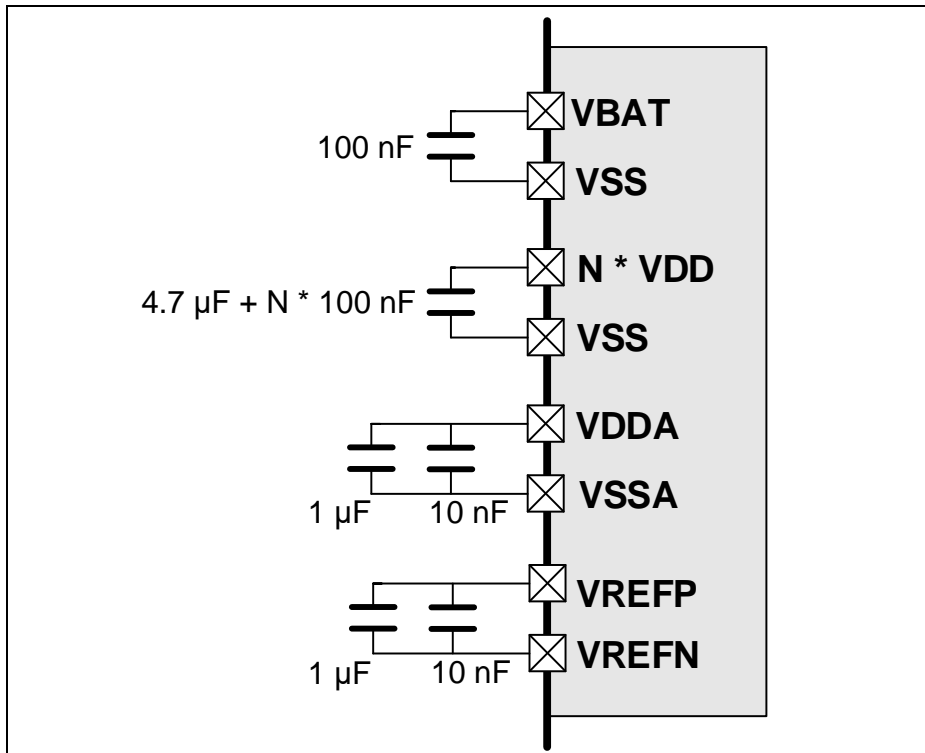 VBAT
100 nF
VSS
N * VDD
4.7 µF + N * 100 nF
VSS
VDDA
VSSA
1 µF 10 nF
VREFP
VREFN
1 µF 10 nF